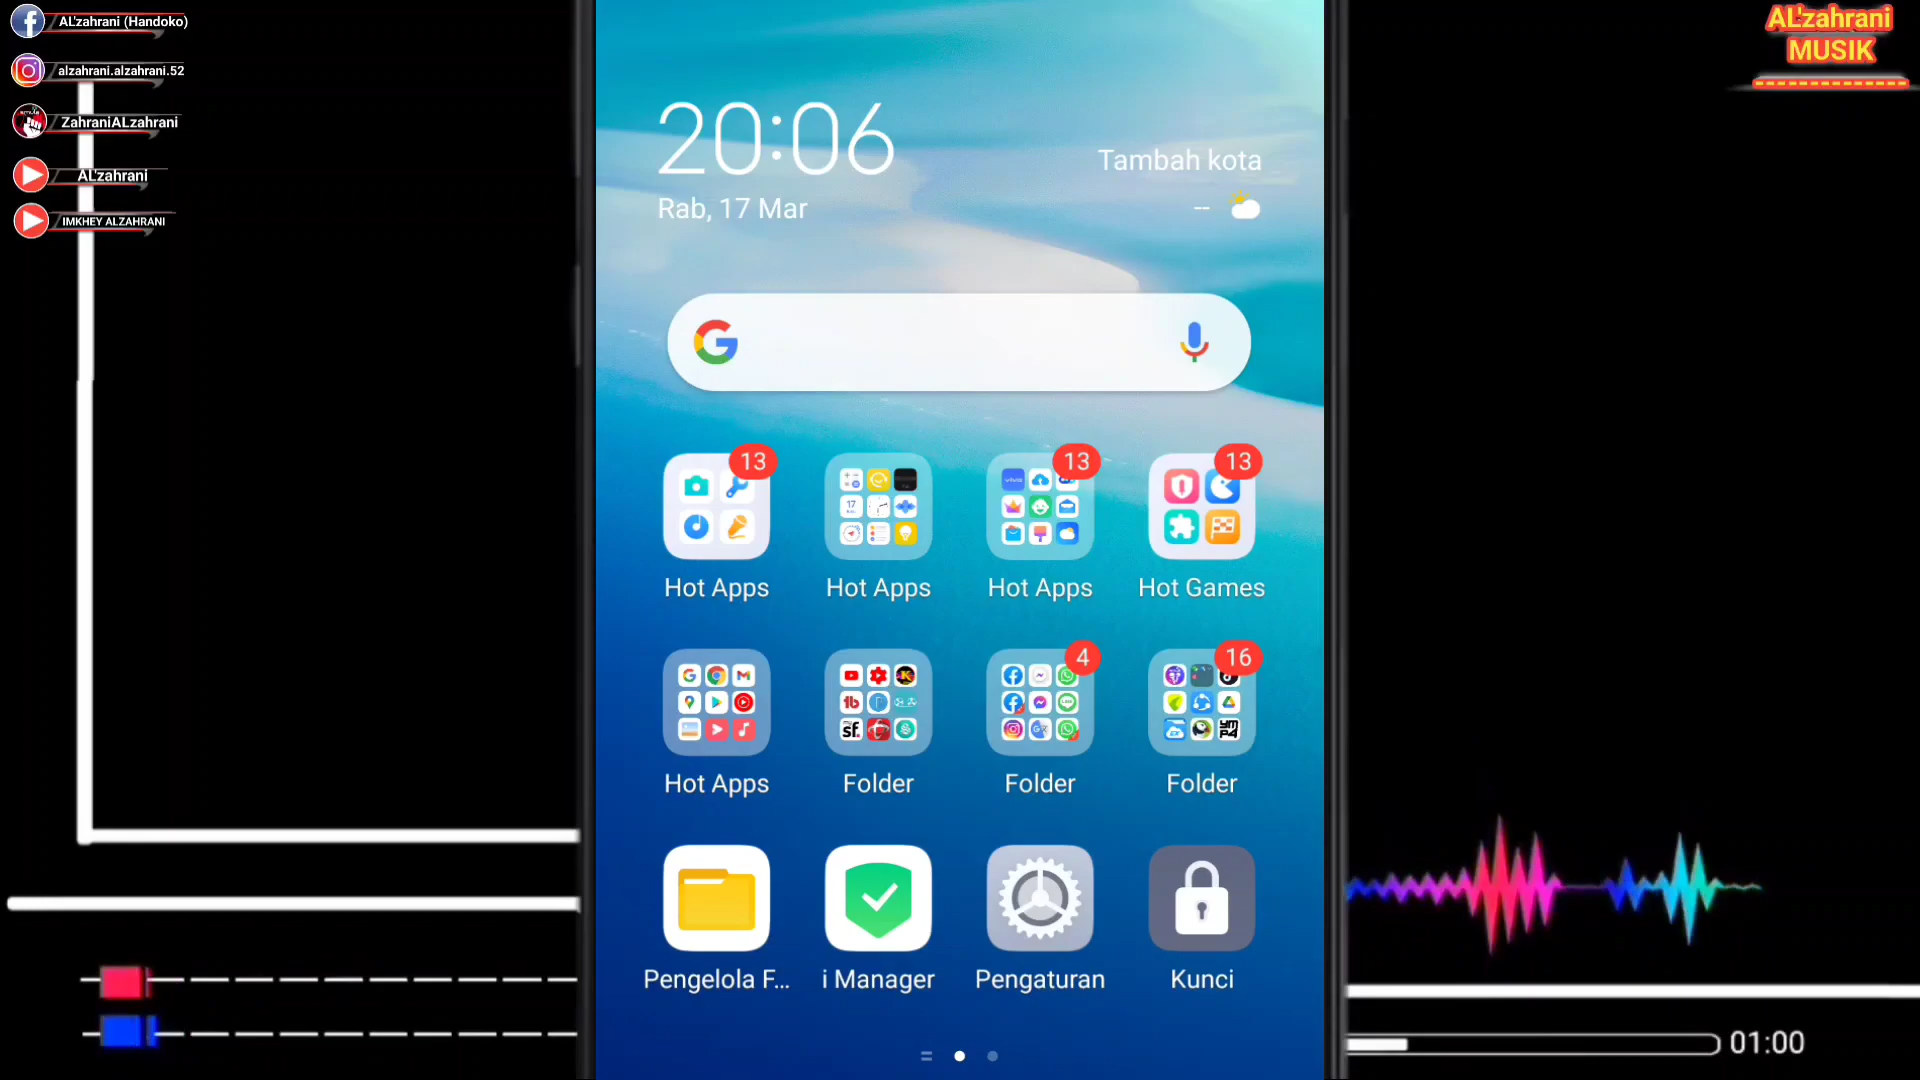 AL'zahrani (Handoko)
alzahrani.alzahrani.52
ZahraniALzahrani
AL'zahrani
IMKHEY ALZAHRANI
AL'zahrani
MUSIK
20:06
Rab, 17 Mar
Tambah kota
--
13
13
13
Hot Apps
Hot Apps
Hot Apps
Hot Games
4
16
Hot Apps
Folder
Folder
Folder
Pengelola F...
i Manager
Pengaturan
Kunci
01:00